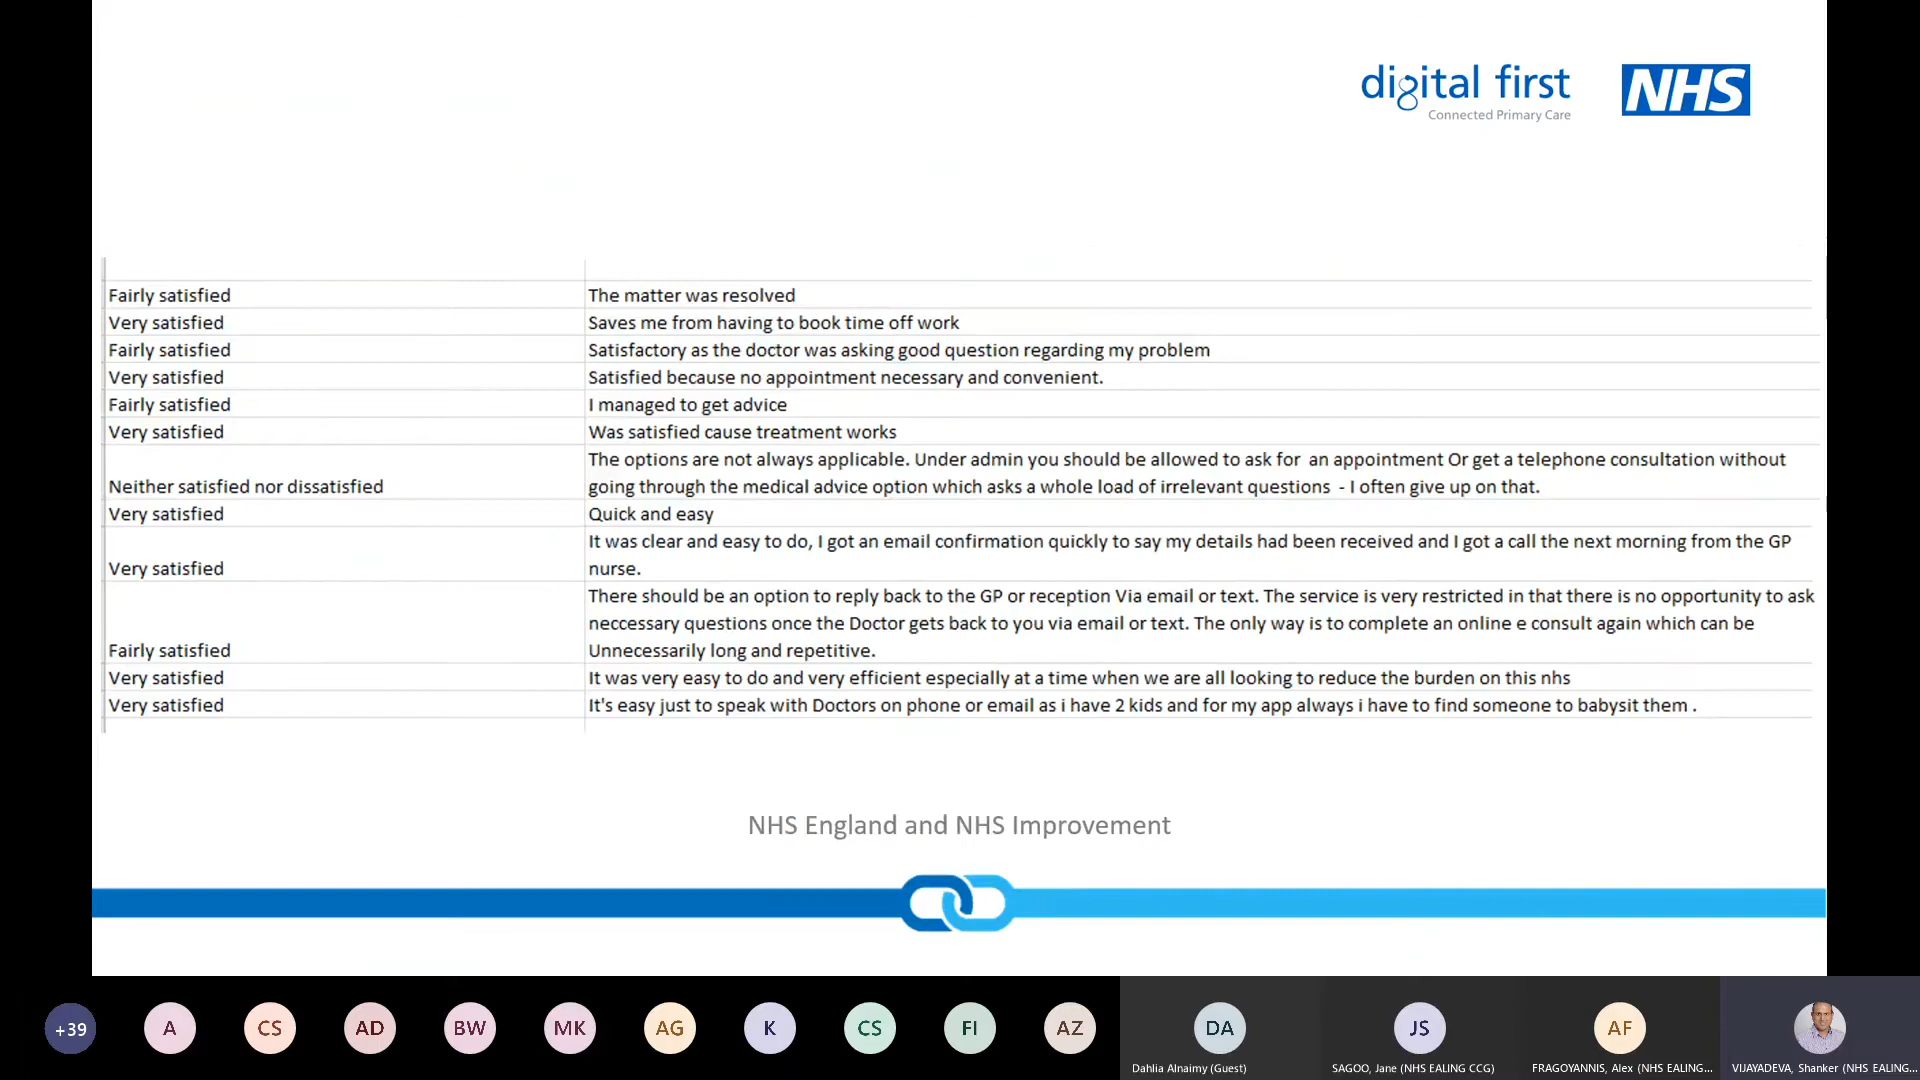 digital first
Connected Primary Care
NHS
Fairly satisfied The matter was resolved
Very satisfied Saves me from having to book time off work
Fairly satisfied Satisfactory as the doctor was asking good question regarding my problem
Very satisfied Satisfied because no appointment necessary and convenient.
Fairly satisfied I managed to get advice
Very satisfied Was satisfied cause treatment works
The options are not always applicable. Under admin you should be allowed to ask for an appointment Or get a telephone consultation without
Neither satisfied nor dissatisfied going through the medical advice option which asks a whole load of irrelevant questions - I often give up on that.
Very satisfied Quick and easy
It was clear and easy to do, I got an email confirmation quickly to say my details had been received and I got a call the next morning from the GP
Very satisfied nurse.
There should be an option to reply back to the GP or reception Via email or text. The service is very restricted in that there is no opportunity to ask
neccessary questions once the Doctor gets back to you via email or text. The only way is to complete an online e consult again which can be
Fairly satisfied Unnecessarily long and repetitive.
Very satisfied It was very easy to do and very efficient especially at a time when we are all looking to reduce the burden on this nhs
Very satisfied It's easy just to speak with Doctors on phone or email as i have 2 kids and for my app always i have to find someone to babysit them .
NHS England and NHS Improvement
+39 A CS AD BW MK AG K CS FI AZ DA JS AF
Dahlia Alnaimy (Guest) SAGOO, Jane (NHS EALING CCG) FRAGOYANNIS, Alex (NHS EALING... VIJAYADEVA, Shanker (NHS EALING...